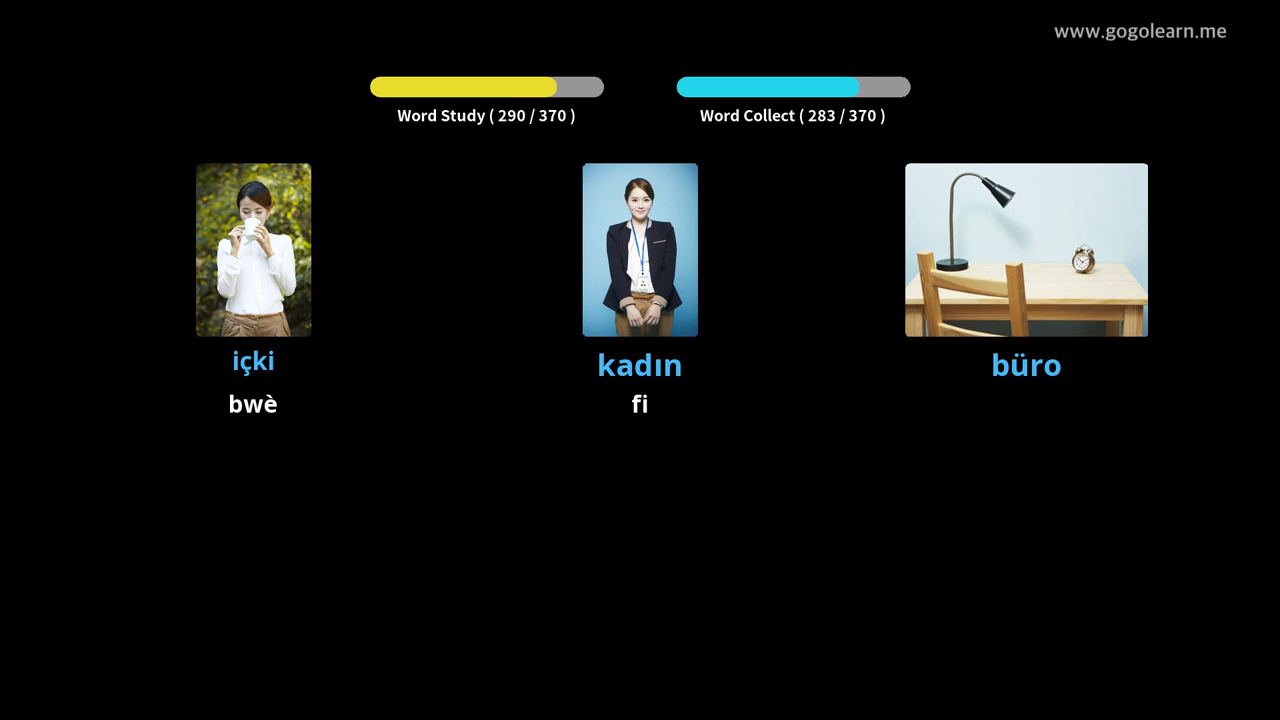 www.gogolearn.me
Word Study ( 290 / 370 )
Word Collect ( 283 / 370 )
içki
kadın
büro
bwè
fi